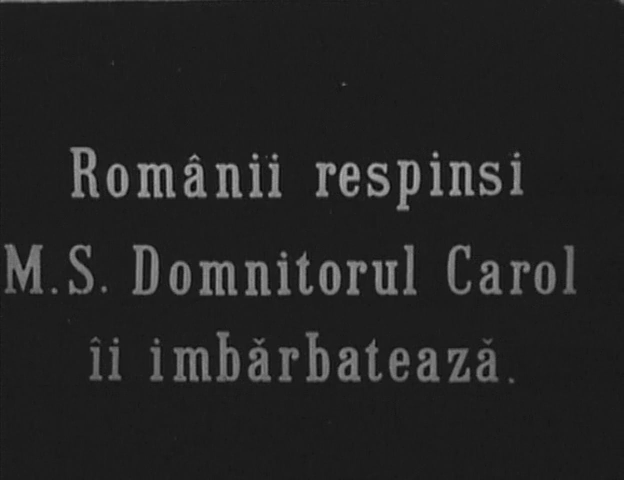 Românii respinsi
M.S. Domnitorul Carol
îi imbărbatează.